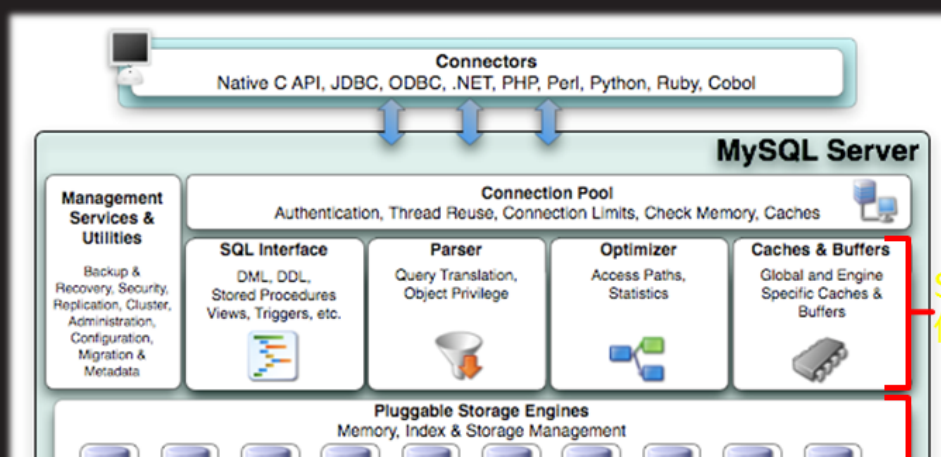 Connectors
Native C API, JDBC, ODBC, .NET, PHP, Perl, Python, Ruby, Cobol
MySQL Server
Management
Services &
Utilities
Backup &
Recovery, Security,
Replication, Cluster,
Administration,
Configuration,
Migration &
Metadata
Connection Pool
Authentication, Thread Reuse, Connection Limits, Check Memory, Caches
SQL Interface
DML, DDL,
Stored Procedures
Views, Triggers, etc.
Parser
Query Translation,
Object Privilege
Optimizer
Access Paths,
Statistics
Caches & Buffers
Global and Engine
Specific Caches &
Buffers
Pluggable Storage Engines
Memory, Index & Storage Management